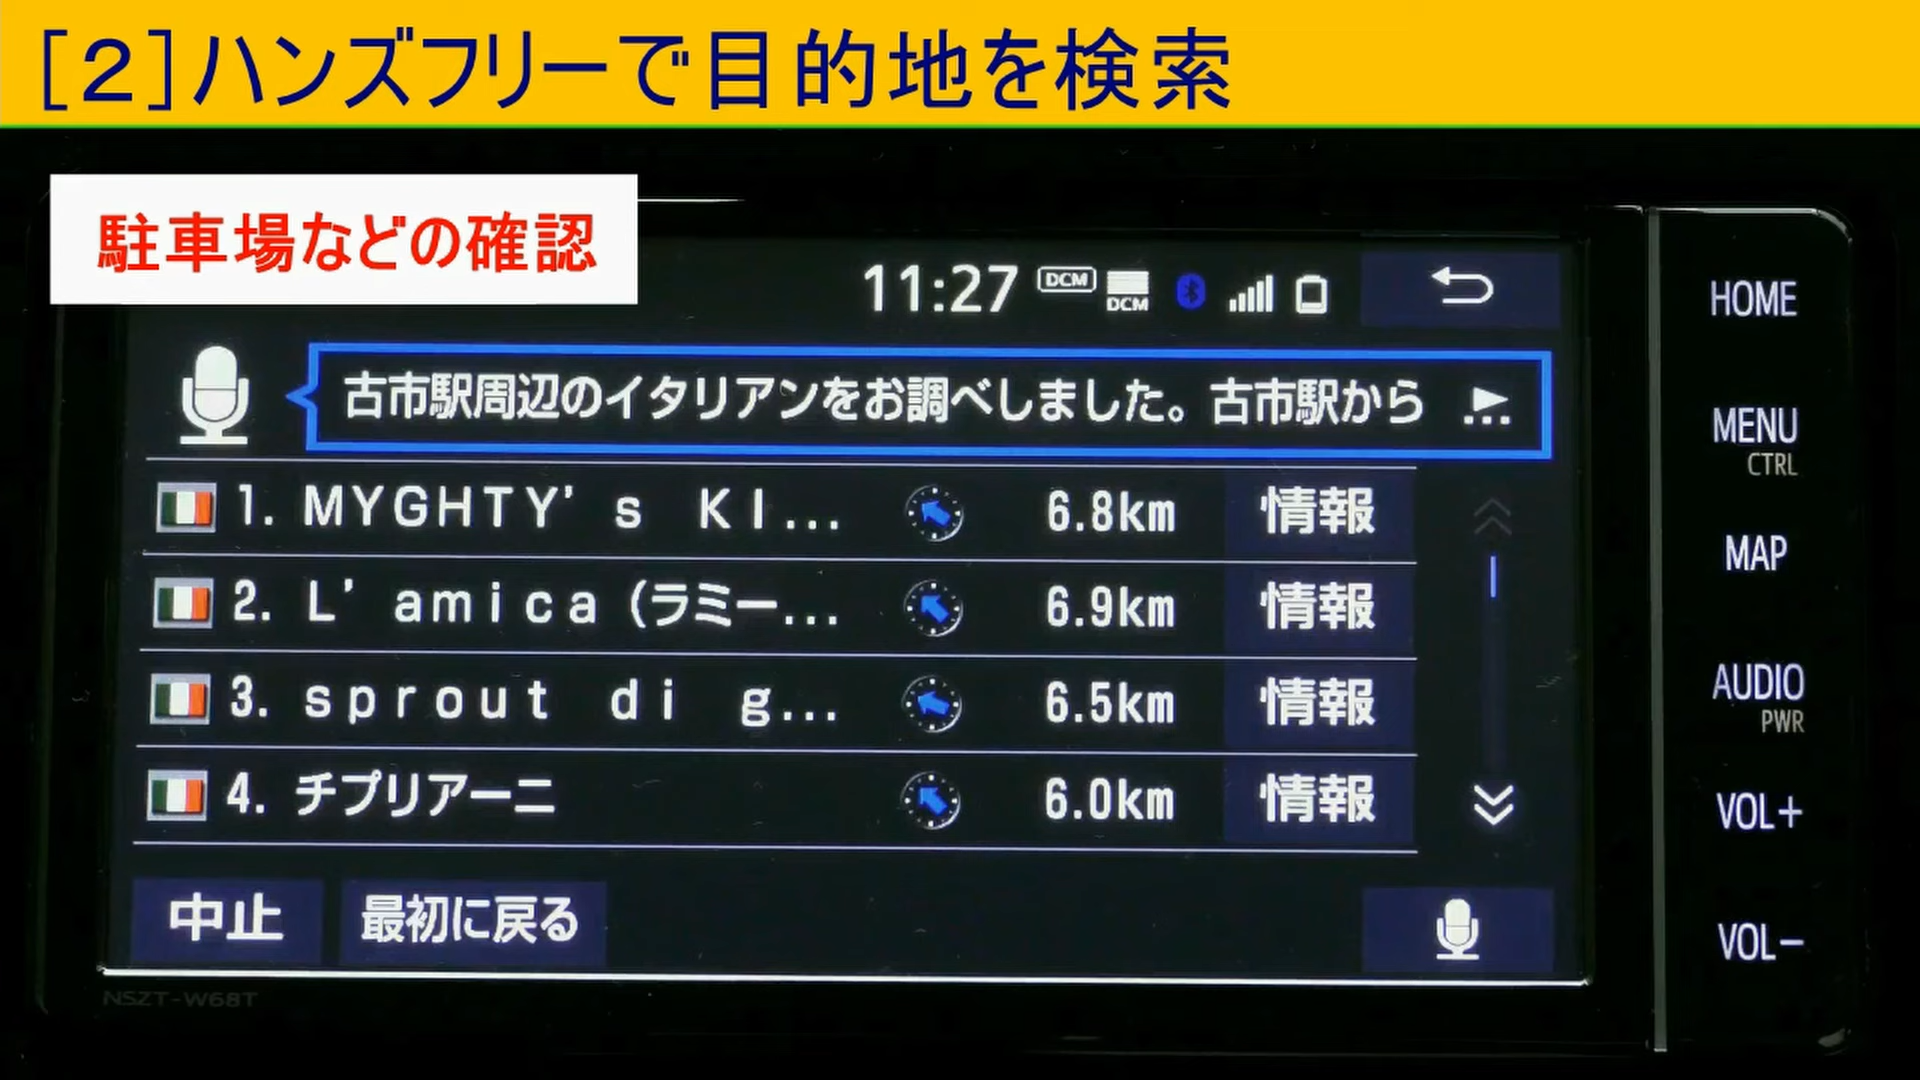 [2]ハンズフリーで目的地を検索
駐車場などの確認
11:27 DCM DCM
古市駅周辺のイタリアンをお調べしました。古市駅から
1. MYGHTY's KI... 6.8km 情報
2. L'amica(ラミー... 6.9km 情報
3. sprout di g... 6.5km 情報
4. チプリアーニ 6.0km 情報
中止 最初に戻る
NSZT-W68T
HOME
MENU
CTRL
MAP
AUDIO
PWR
VOL+
VOL-